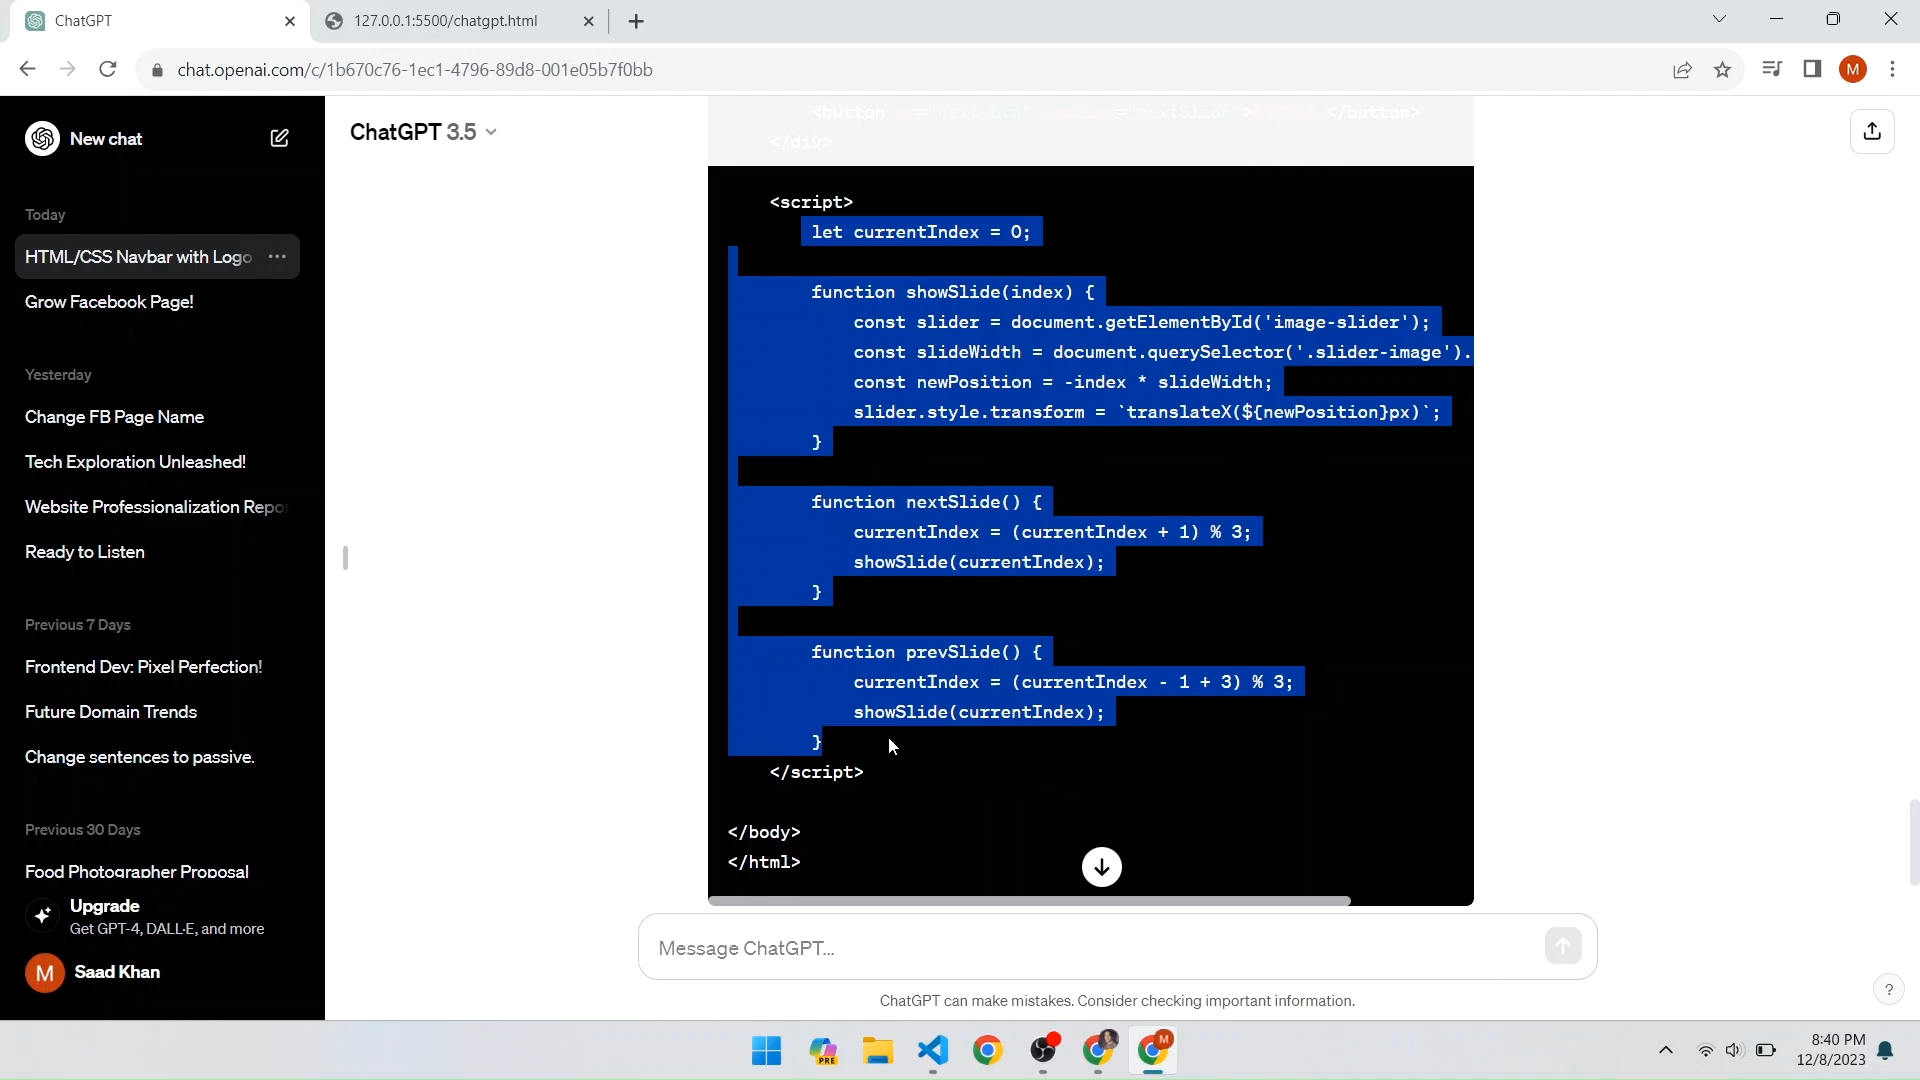 ChatGPT
127.0.0.1:5500/chatgpt.html
chat.openai.com/c/1b670c76-1ec1-4796-89d8-001e05b7f0bb
M
New chat
Today
HTML/CSS Navbar with Logo
Grow Facebook Page!
Yesterday
Change FB Page Name
Tech Exploration Unleashed!
Website Professionalization Repo
Ready to Listen
Previous 7 Days
Frontend Dev: Pixel Perfection!
Future Domain Trends
Change sentences to passive.
Previous 30 Days
Food Photographer Proposal
Upgrade
Get GPT-4, DALL·E, and more
M
Saad Khan
ChatGPT 3.5
</button>
</div>
<script>
let currentIndex = 0;
function showSlide(index) {
const slider = document.getElementById('image-slider');
const slideWidth = document.querySelector('.slider-image').
const newPosition = -index * slideWidth;
slider.style.transform = `translateX(${newPosition}px)`;
}
function nextSlide() {
currentIndex = (currentIndex + 1) % 3;
showSlide(currentIndex);
}
function prevSlide() {
currentIndex = (currentIndex - 1 + 3) % 3;
showSlide(currentIndex);
}
</script>
</body>
</html>
Message ChatGPT...
ChatGPT can make mistakes. Consider checking important information.
?
PRE
M
8:40 PM
12/8/2023